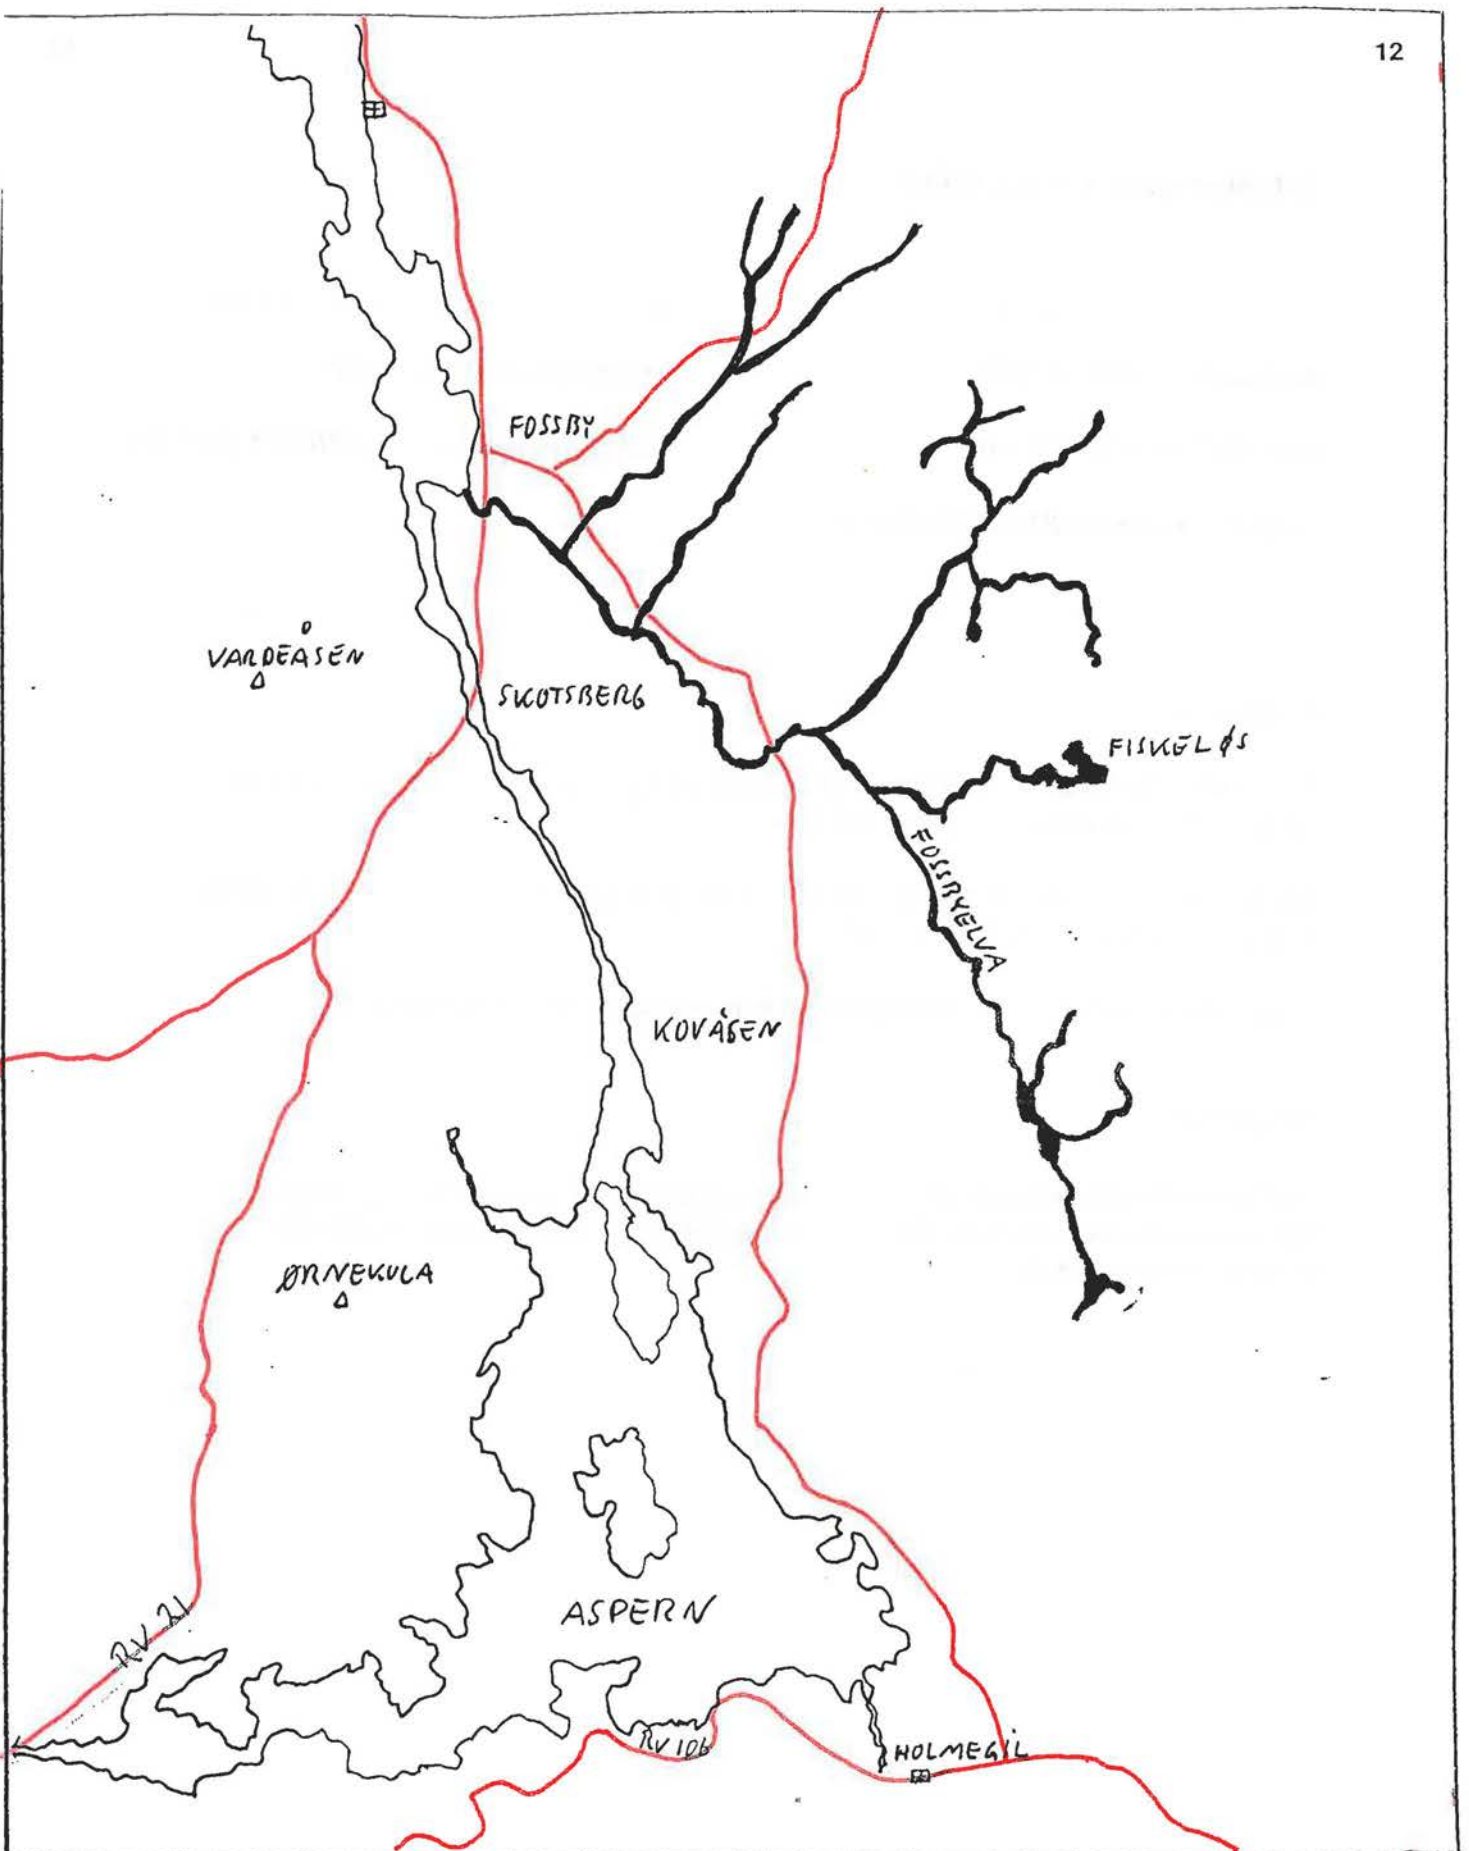 12
FOSSBY
VARDEÅSEN
SKOTSBERG
FISKELØS
FOSSBYELVA
KOVÅSEN
ØRNEKULA
ASPERN
RV 21
RV 106
HOLMEGIL